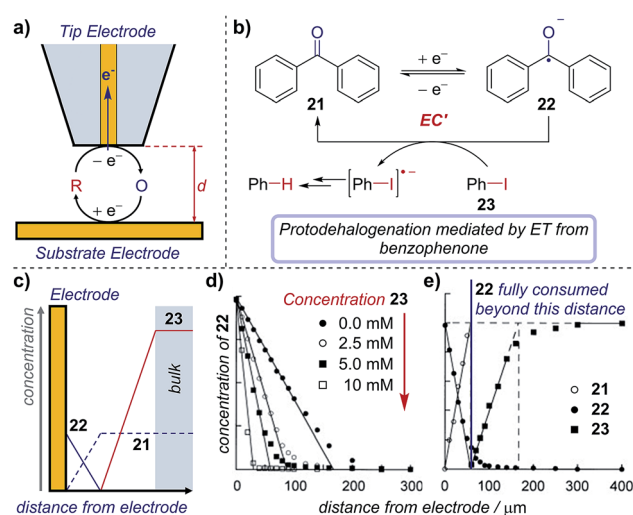 a)
Tip Electrode
e⁻
– e⁻
R
O
d
+ e⁻
Substrate Electrode
b)
O
21
+ e⁻
– e⁻
O⁻
•
22
EC'
Ph–H
[Ph–I]•–
Ph–I
23
Protodehalogenation mediated by ET from
benzophenone
c)
Electrode
concentration
22
21
23
bulk
distance from electrode
d)
concentration of 22
Concentration 23
0.0 mM
2.5 mM
5.0 mM
10 mM
0 100 200 300
e)
22 fully consumed
beyond this distance
21
22
23
0 100 200 300 400
distance from electrode / μm